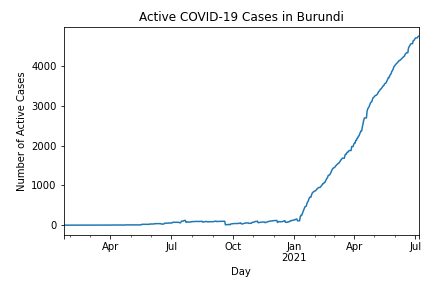 Active COVID-19 Cases in Burundi
Number of Active Cases
4000
3000
2000
1000
0
Apr Jul Oct Jan Apr Jul
2021
Day